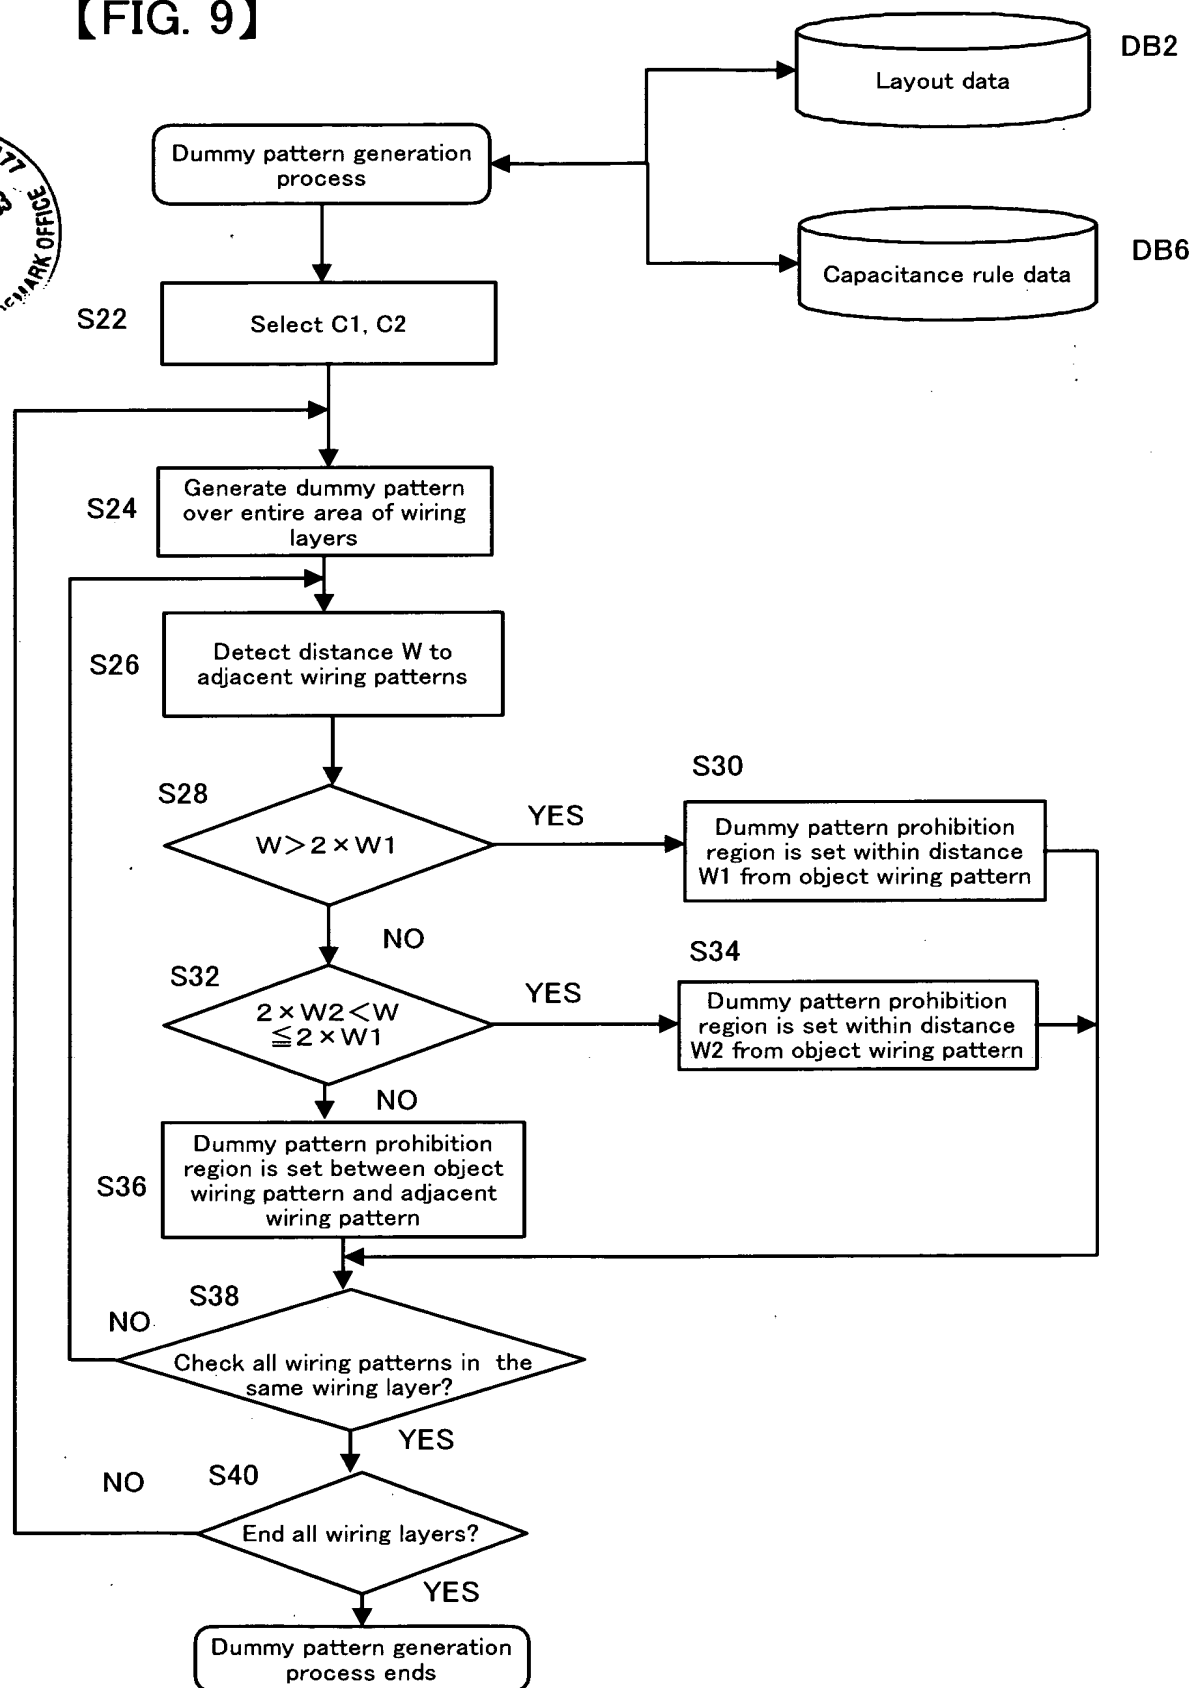 【FIG. 9】
DB2
Layout data
Dummy pattern generation
process
DB6
Capacitance rule data
OFFICE
S22
Select C1, C2
S24
Generate dummy pattern
over entire area of wiring
layers
S26
Detect distance W to
adjacent wiring patterns
S28
W>2×W1
YES
S30
Dummy pattern prohibition
region is set within distance
W1 from object wiring pattern
NO
S32
2×W2<W
≦2×W1
YES
S34
Dummy pattern prohibition
region is set within distance
W2 from object wiring pattern
NO
S36
Dummy pattern prohibition
region is set between object
wiring pattern and adjacent
wiring pattern
S38
NO
Check all wiring patterns in the
same wiring layer?
YES
NO
S40
End all wiring layers?
YES
Dummy pattern generation
process ends